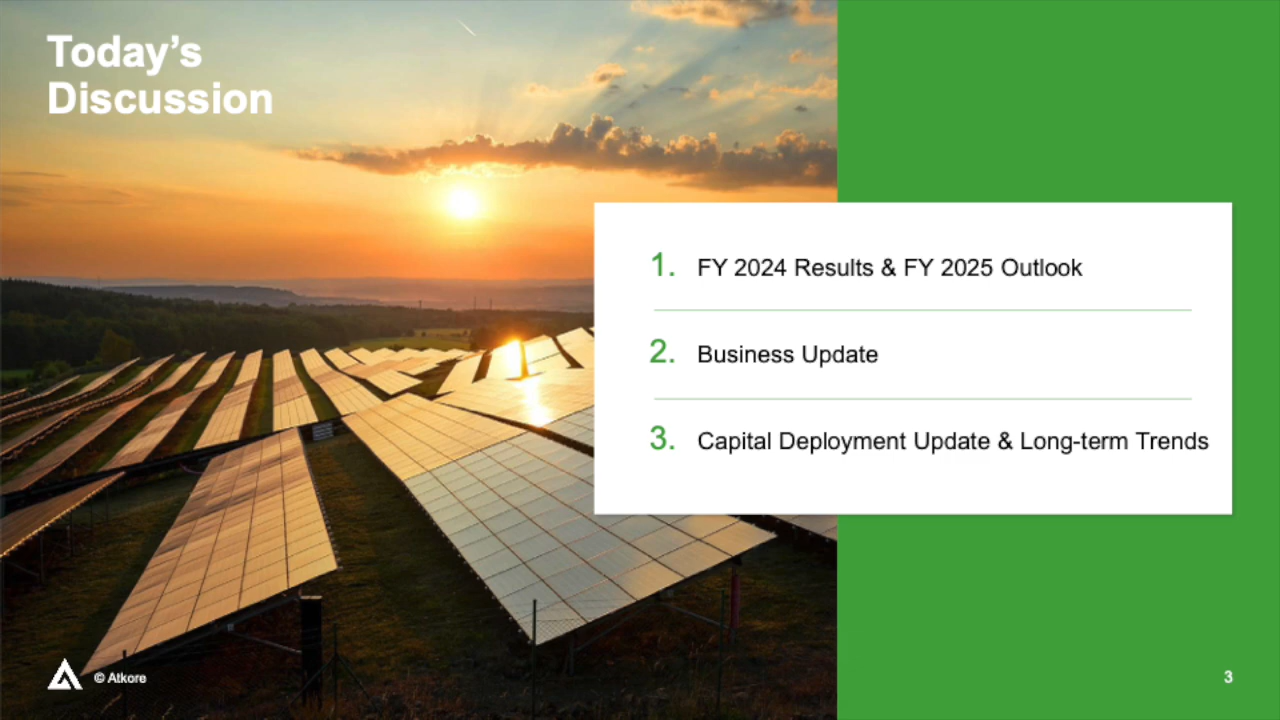 Today’s
Discussion
1. FY 2024 Results & FY 2025 Outlook
2. Business Update
3. Capital Deployment Update & Long-term Trends
© Atkore
3